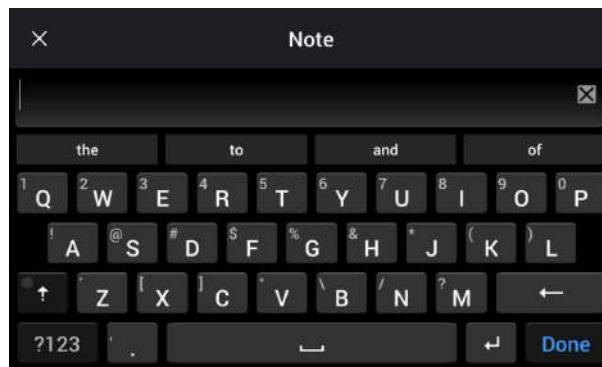 Note
the to and of
1 Q 2 W 3 E 4 R 5 T 6 Y 7 U 8 I 9 O 0 P
! A @ S # D $ F % G & H * J ( K ) L
Z [ X ] C V \ B / N ? M
?123 ' . Done